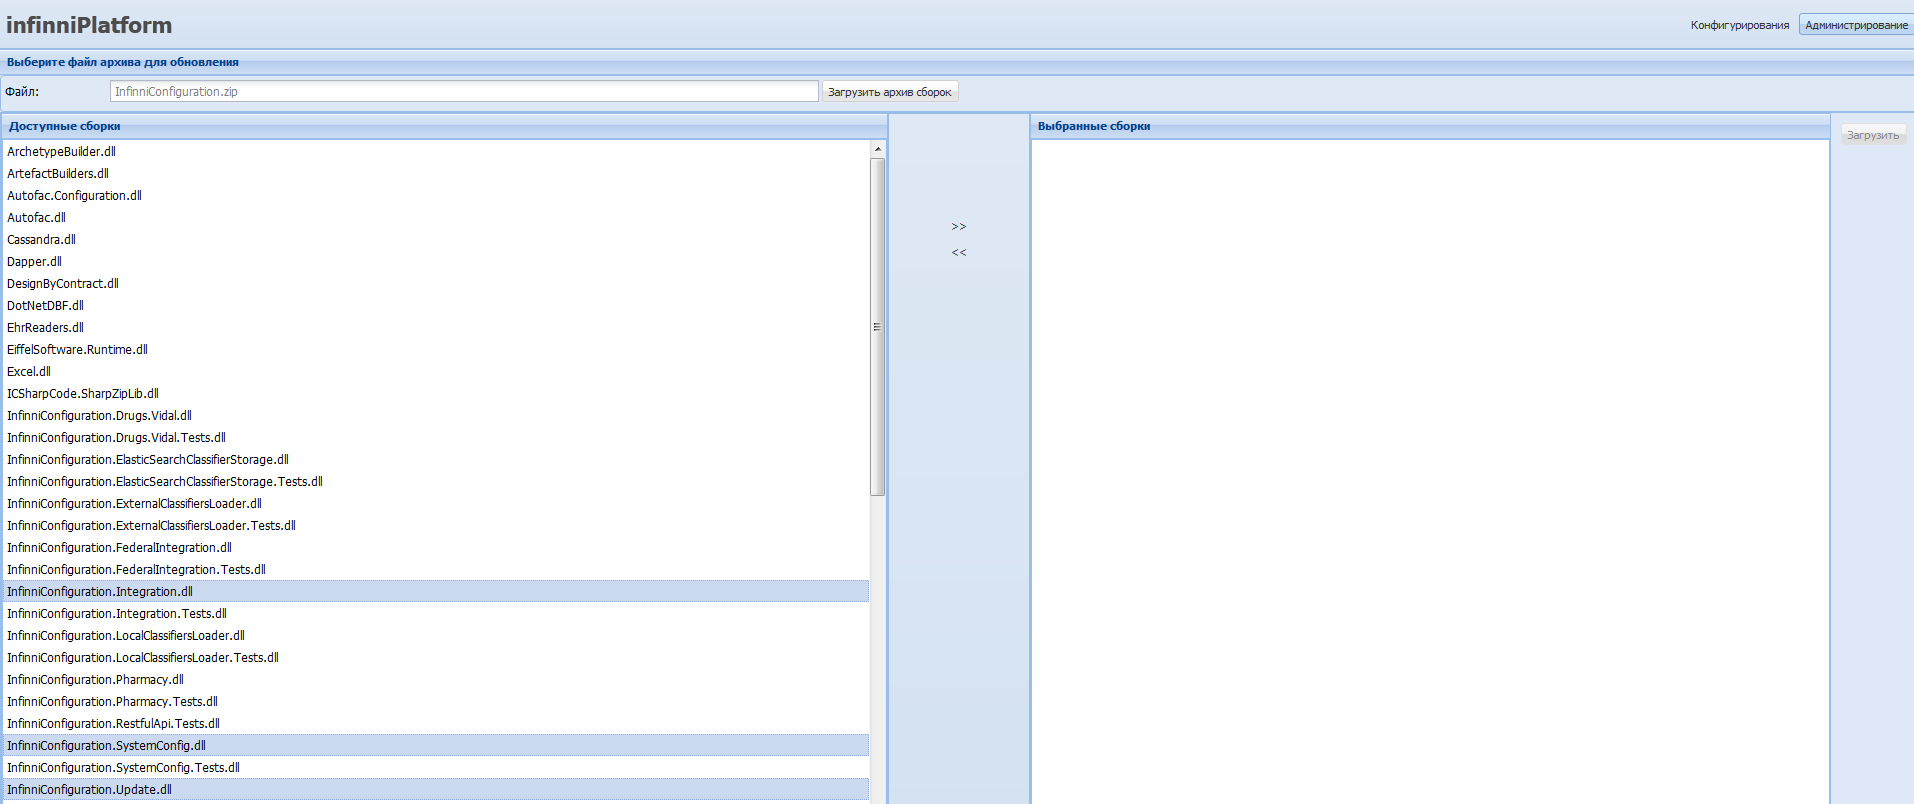 infinniPlatform
Конфигурирования Администрирование
Выберите файл архива для обновления
Файл: InfinniConfiguration.zip Загрузить архив сборок
Доступные сборки
ArchetypeBuilder.dll
ArtefactBuilders.dll
Autofac.Configuration.dll
Autofac.dll
Cassandra.dll
Dapper.dll
DesignByContract.dll
DotNetDBF.dll
EhrReaders.dll
EiffelSoftware.Runtime.dll
Excel.dll
ICSharpCode.SharpZipLib.dll
InfinniConfiguration.Drugs.Vidal.dll
InfinniConfiguration.Drugs.Vidal.Tests.dll
InfinniConfiguration.ElasticSearchClassifierStorage.dll
InfinniConfiguration.ElasticSearchClassifierStorage.Tests.dll
InfinniConfiguration.ExternalClassifiersLoader.dll
InfinniConfiguration.ExternalClassifiersLoader.Tests.dll
InfinniConfiguration.FederalIntegration.dll
InfinniConfiguration.FederalIntegration.Tests.dll
InfinniConfiguration.Integration.dll
InfinniConfiguration.Integration.Tests.dll
InfinniConfiguration.LocalClassifiersLoader.dll
InfinniConfiguration.LocalClassifiersLoader.Tests.dll
InfinniConfiguration.Pharmacy.dll
InfinniConfiguration.Pharmacy.Tests.dll
InfinniConfiguration.RestfulApi.Tests.dll
InfinniConfiguration.SystemConfig.dll
InfinniConfiguration.SystemConfig.Tests.dll
InfinniConfiguration.Update.dll
>>
<<
Выбранные сборки
Загрузить